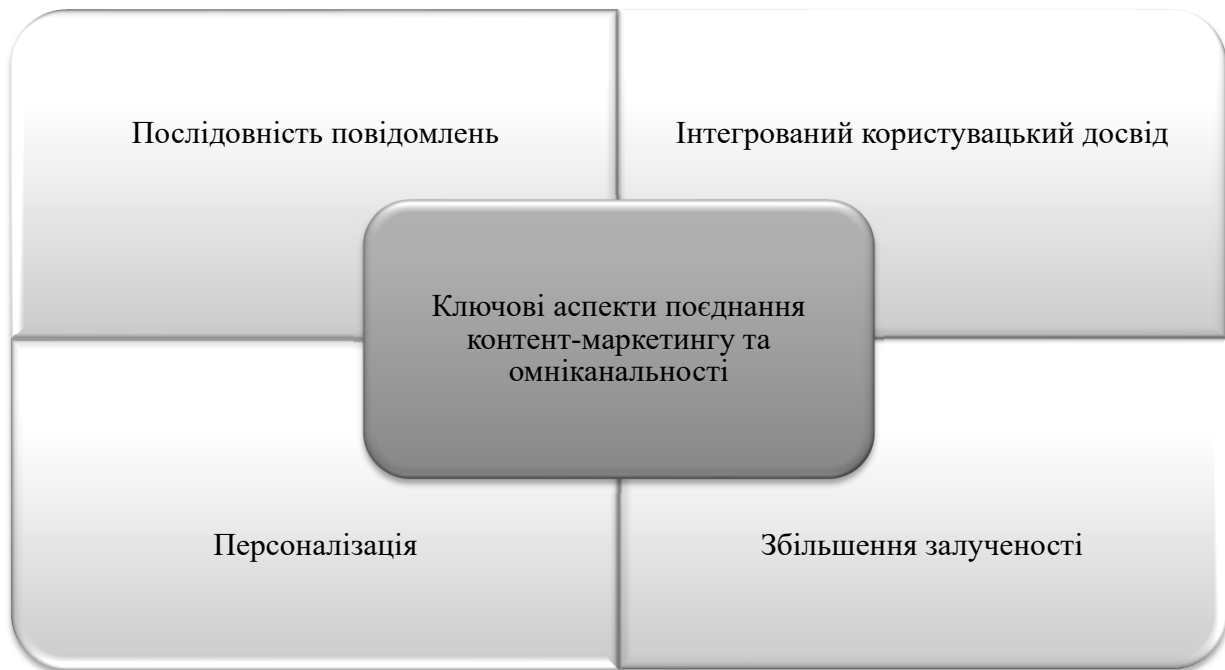 Послідовність повідомлень
Інтегрований користувацький досвід
Ключові аспекти поєднання
контент-маркетингу та
омніканальності
Персоналізація
Збільшення залученості